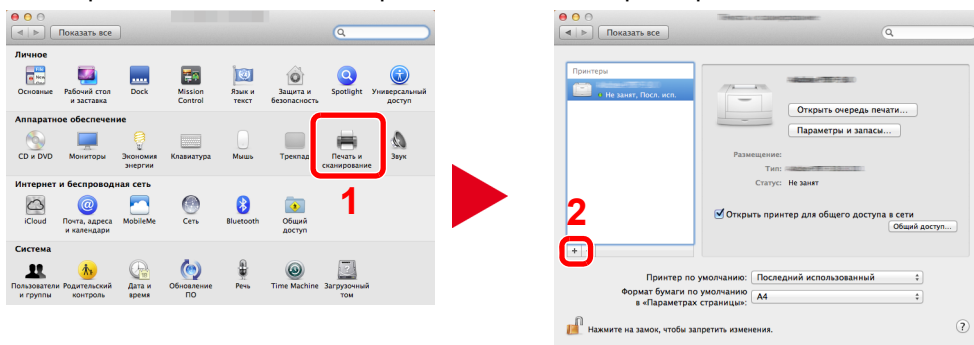 Показать все
Личное
Основные
Рабочий стол
и заставка
Dock
Mission
Control
Язык и
текст
Защита и
безопасность
Spotlight
Универсальный
доступ
Аппаратное обеспечение
CD и DVD
Мониторы
Экономия
энергии
Клавиатура
Мышь
Трекпад
Печать и
сканирование
Звук
Интернет и беспроводная сеть
1
iCloud
Почта, адреса
и календари
MobileMe
Сеть
Bluetooth
Общий
доступ
Система
Пользователи
и группы
Родительский
контроль
Дата и
время
Обновление
ПО
Речь
Time Machine
Загрузочный
том
Показать все
Принтеры
Не занят, Посл. исп.
Открыть очередь печати...
Параметры и запасы...
Размещение:
Тип:
Статус: Не занят
2
Открыть принтер для общего доступа в сети
Общий доступ...
+
Принтер по умолчанию: Последний использованный
Формат бумаги по умолчанию
в «Параметрах страницы»: A4
Нажмите на замок, чтобы запретить изменения.
?